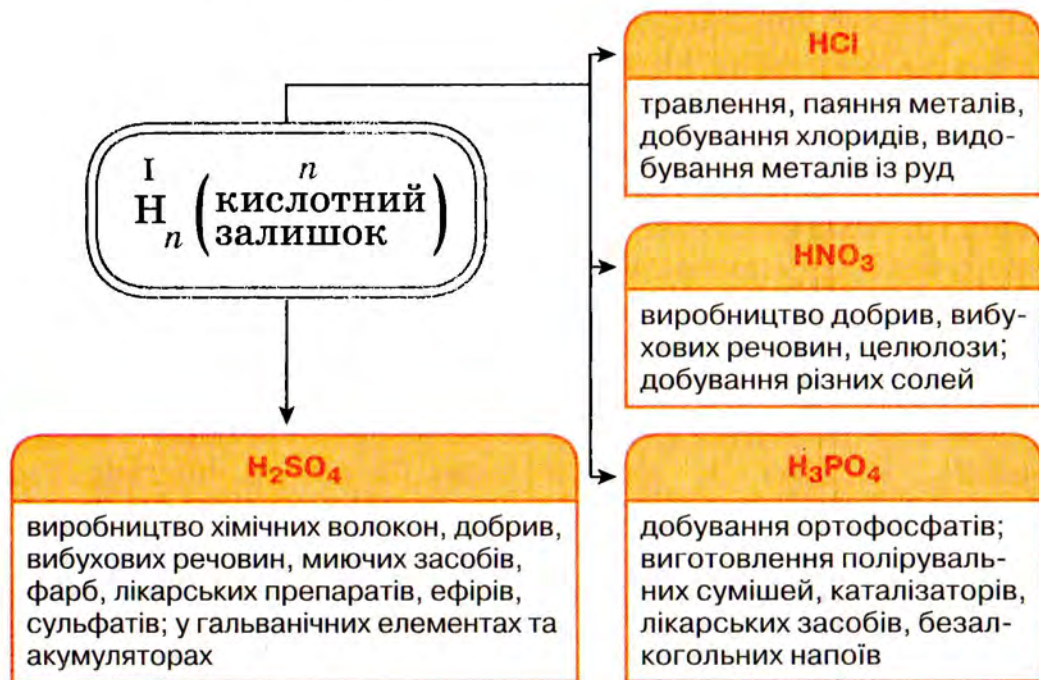 I n
Hn (кислотний
залишок)
HCl
травлення, паяння металів,
добування хлоридів, видо-
бування металів із руд
HNO₃
виробництво добрив, вибу-
хових речовин, целюлози;
добування різних солей
H₂SO₄
виробництво хімічних волокон, добрив,
вибухових речовин, миючих засобів,
фарб, лікарських препаратів, ефірів,
сульфатів; у гальванічних елементах та
акумуляторах
H₃PO₄
добування ортофосфатів;
виготовлення полірувaль-
них сумішей, каталізаторів,
лікарських засобів, безал-
когольних напоїв